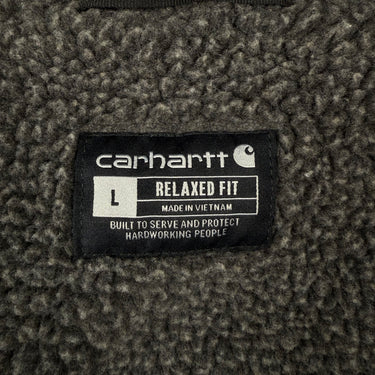 carhartt
L RELAXED FIT
MADE IN VIETNAM
BUILT TO SERVE AND PROTECT
HARDWORKING PEOPLE